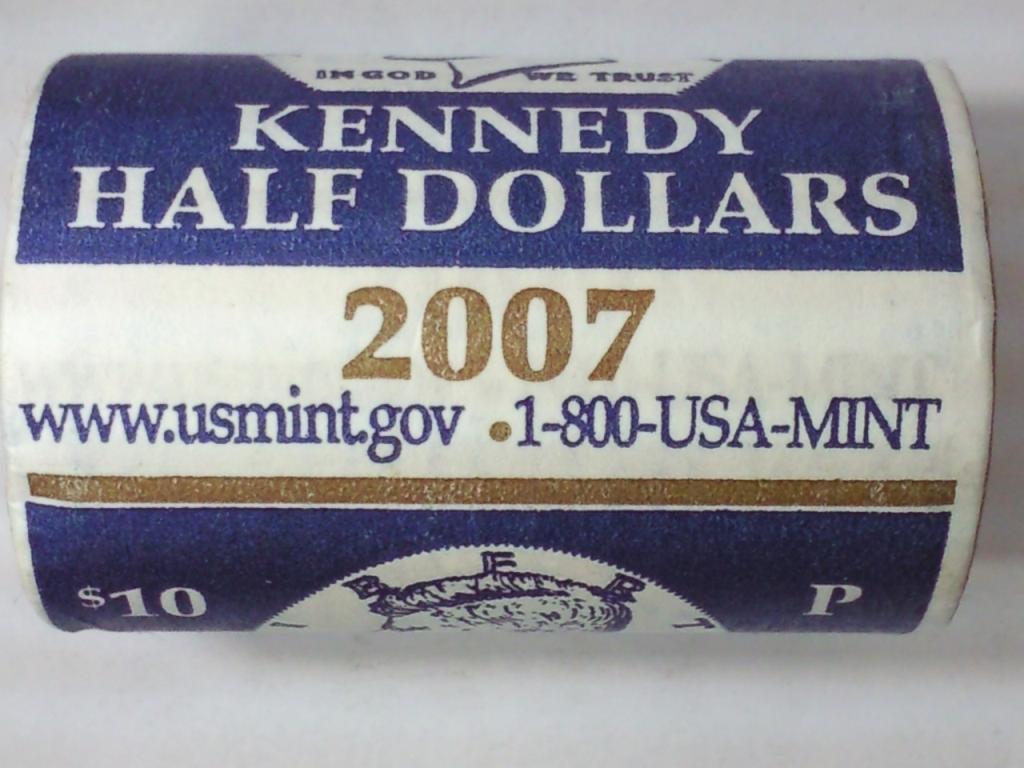 IN GOD WE TRUST
KENNEDY
HALF DOLLARS
2007
www.usmint.gov • 1-800-USA-MINT
$10 P